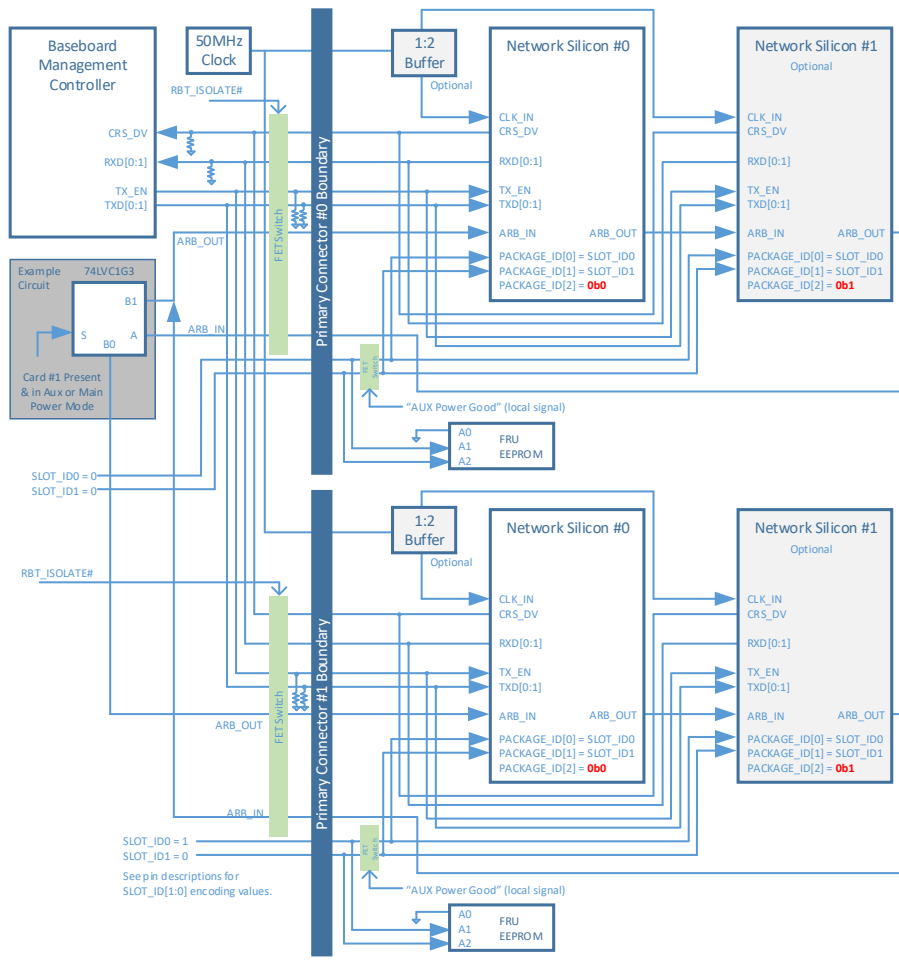 Baseboard
Management
Controller
CRS_DV
RXD[0:1]
TX_EN
TXD[0:1]
50MHz
Clock
RBT_ISOLATE#
ARB_OUT
ARB_IN
Example
Circuit
74LVC1G3
B1
S
A
B0
Card #1 Present
& in Aux or Main
Power Mode
FET Switch
Primary Connector #0 Boundary
1:2
Buffer
Optional
Network Silicon #0
CLK_IN
CRS_DV
RXD[0:1]
TX_EN
TXD[0:1]
ARB_IN ARB_OUT
PACKAGE_ID[0] = SLOT_ID0
PACKAGE_ID[1] = SLOT_ID1
PACKAGE_ID[2] = 0b0
Network Silicon #1
Optional
CLK_IN
CRS_DV
RXD[0:1]
TX_EN
TXD[0:1]
ARB_IN ARB_OUT
PACKAGE_ID[0] = SLOT_ID0
PACKAGE_ID[1] = SLOT_ID1
PACKAGE_ID[2] = 0b1
FET
Switch
"AUX Power Good" (local signal)
A0
A1
A2
FRU
EEPROM
SLOT_ID0 = 0
SLOT_ID1 = 0
RBT_ISOLATE#
FET Switch
ARB_OUT
ARB_IN
Primary Connector #1 Boundary
1:2
Buffer
Optional
Network Silicon #0
CLK_IN
CRS_DV
RXD[0:1]
TX_EN
TXD[0:1]
ARB_IN ARB_OUT
PACKAGE_ID[0] = SLOT_ID0
PACKAGE_ID[1] = SLOT_ID1
PACKAGE_ID[2] = 0b0
Network Silicon #1
Optional
CLK_IN
CRS_DV
RXD[0:1]
TX_EN
TXD[0:1]
ARB_IN ARB_OUT
PACKAGE_ID[0] = SLOT_ID0
PACKAGE_ID[1] = SLOT_ID1
PACKAGE_ID[2] = 0b1
SLOT_ID0 = 1
SLOT_ID1 = 0
See pin descriptions for
SLOT_ID[1:0] encoding values.
FET
Switch
"AUX Power Good" (local signal)
A0
A1
A2
FRU
EEPROM